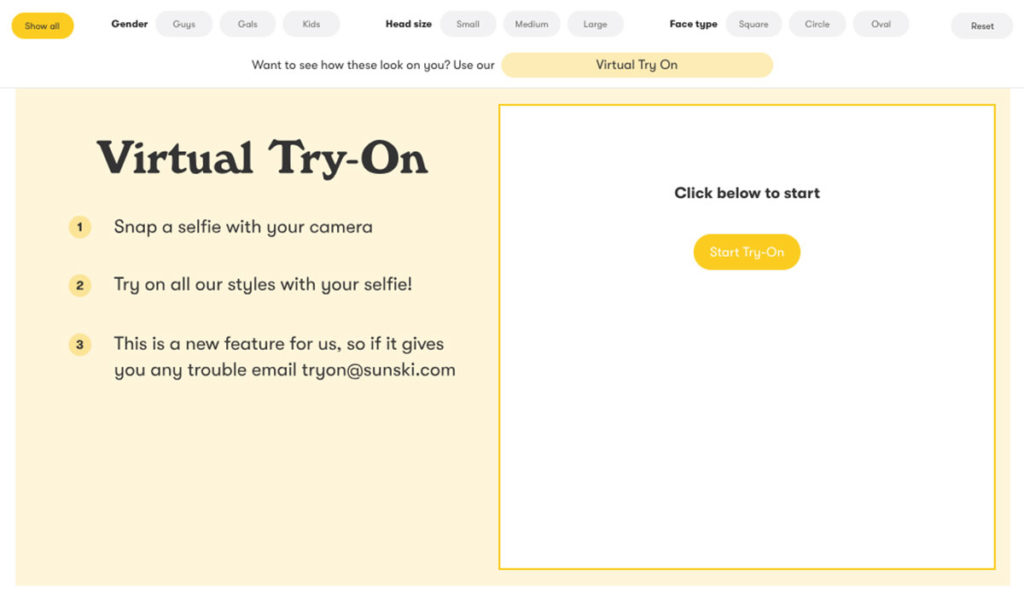 Show all Gender Guys Gals Kids Head size Small Medium Large Face type Square Circle Oval Reset
Want to see how these look on you? Use our Virtual Try On
Virtual Try-On
1 Snap a selfie with your camera
2 Try on all our styles with your selfie!
3 This is a new feature for us, so if it gives
you any trouble email tryon@sunski.com
Click below to start
Start Try-On